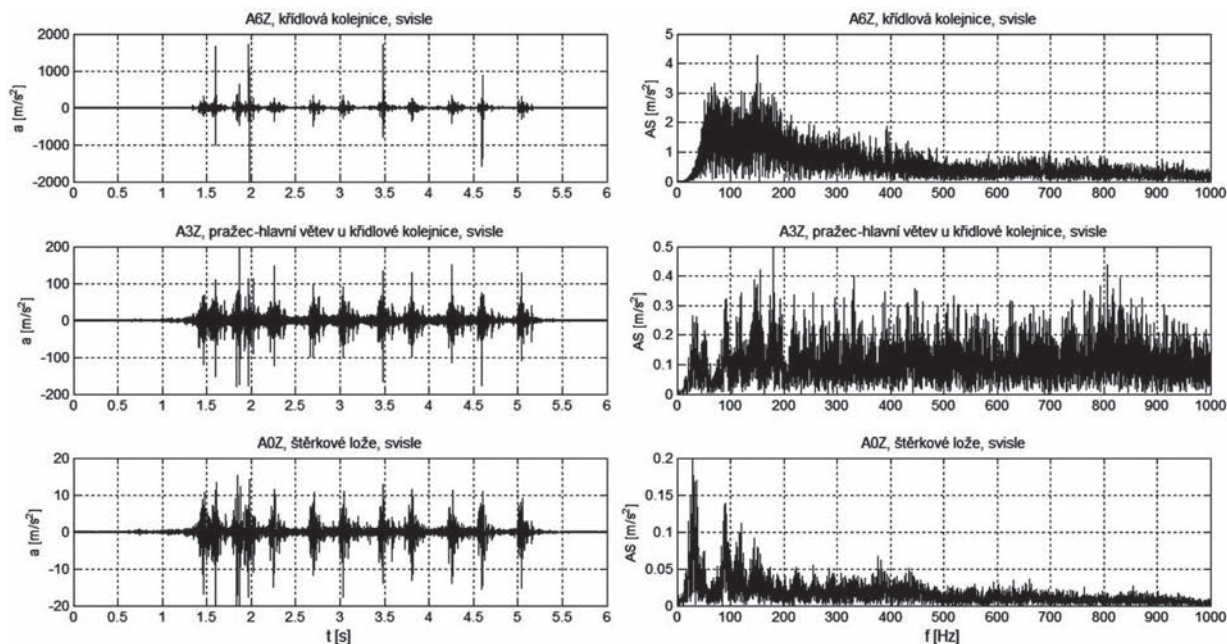 A6Z, křídlová kolejnice, svisle
2000
1000
0
-1000
-2000
a [m/s²]
0 0.5 1 1.5 2 2.5 3 3.5 4 4.5 5 5.5 6
A6Z, křídlová kolejnice, svisle
5
4
3
2
1
0
AS [m/s²]
0 100 200 300 400 500 600 700 800 900 1000
A3Z, pražec-hlavní větev u křídlové kolejnice, svisle
200
100
0
-100
-200
a [m/s²]
0 0.5 1 1.5 2 2.5 3 3.5 4 4.5 5 5.5 6
A3Z, pražec-hlavní větev u křidlové kolejnice, svisle
0.5
0.4
0.3
0.2
0.1
0
AS [m/s²]
0 100 200 300 400 500 600 700 800 900 1000
A0Z, štěrkové lože, svisle
20
10
0
-10
-20
a [m/s²]
0 0.5 1 1.5 2 2.5 3 3.5 4 4.5 5 5.5 6
t [s]
A0Z, štěrkové lože, svisle
0.2
0.15
0.1
0.05
0
AS [m/s²]
0 100 200 300 400 500 600 700 800 900 1000
f [Hz]